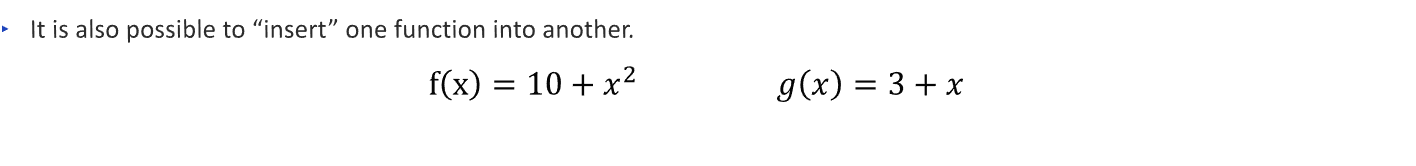 ‣ It is also possible to “insert” one function into another.
f(x) = 10 + x² g(x) = 3 + x